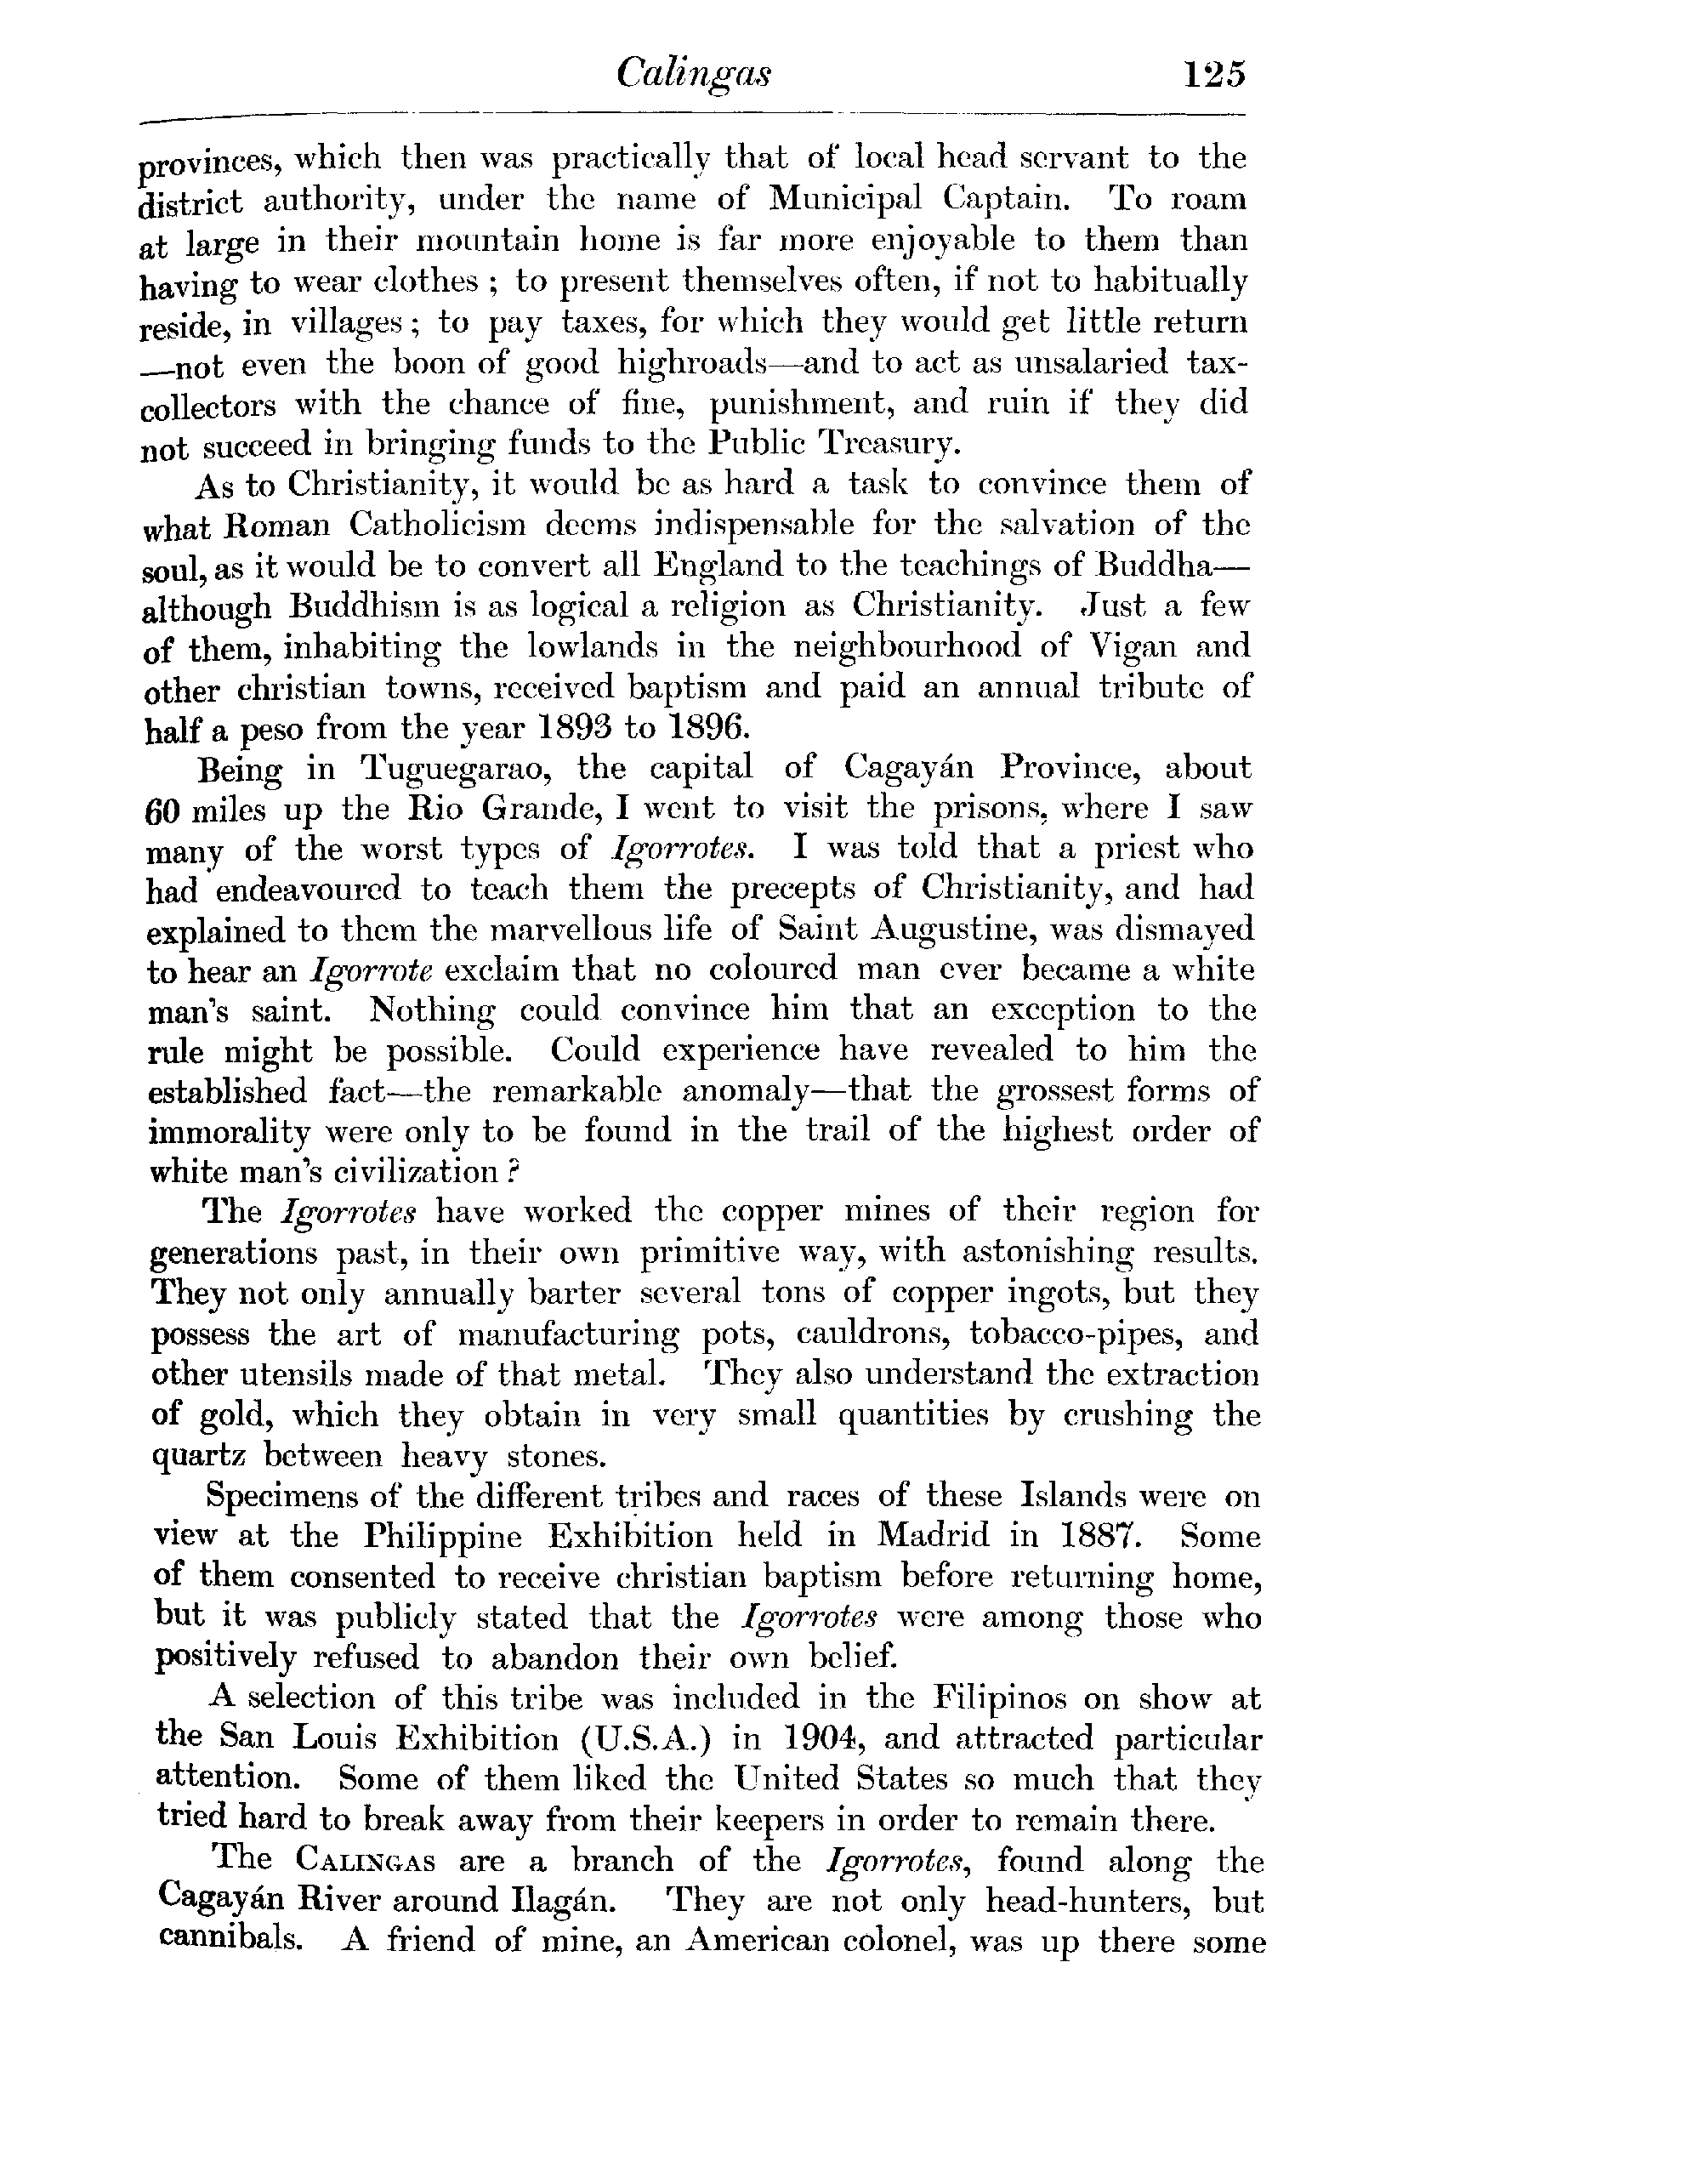 Calingas 125
provinces, which then was practically that of local head servant to the
district authority, under the name of Municipal Captain. To roam
at large in their mountain home is far more enjoyable to them than
having to wear clothes ; to present themselves often, if not to habitually
reside, in villages ; to pay taxes, for which they would get little return
—not even the boon of good highroads—and to act as unsalaried tax-
collectors with the chance of fine, punishment, and ruin if they did
not succeed in bringing funds to the Public Treasury.
As to Christianity, it would be as hard a task to convince them of
what Roman Catholicism deems indispensable for the salvation of the
soul, as it would be to convert all England to the teachings of Buddha—
although Buddhism is as logical a religion as Christianity. Just a few
of them, inhabiting the lowlands in the neighbourhood of Vigan and
other christian towns, received baptism and paid an annual tribute of
half a peso from the year 1893 to 1896.
Being in Tuguegarao, the capital of Cagayán Province, about
60 miles up the Rio Grande, I went to visit the prisons, where I saw
many of the worst types of Igorrotes. I was told that a priest who
had endeavoured to teach them the precepts of Christianity, and had
explained to them the marvellous life of Saint Augustine, was dismayed
to hear an Igorrote exclaim that no coloured man ever became a white
man's saint. Nothing could convince him that an exception to the
rule might be possible. Could experience have revealed to him the
established fact—the remarkable anomaly—that the grossest forms of
immorality were only to be found in the trail of the highest order of
white man's civilization ?
The Igorrotes have worked the copper mines of their region for
generations past, in their own primitive way, with astonishing results.
They not only annually barter several tons of copper ingots, but they
possess the art of manufacturing pots, cauldrons, tobacco-pipes, and
other utensils made of that metal. They also understand the extraction
of gold, which they obtain in very small quantities by crushing the
quartz between heavy stones.
Specimens of the different tribes and races of these Islands were on
view at the Philippine Exhibition held in Madrid in 1887. Some
of them consented to receive christian baptism before returning home,
but it was publicly stated that the Igorrotes were among those who
positively refused to abandon their own belief.
A selection of this tribe was included in the Filipinos on show at
the San Louis Exhibition (U.S.A.) in 1904, and attracted particular
attention. Some of them liked the United States so much that they
tried hard to break away from their keepers in order to remain there.
The CALINGAS are a branch of the Igorrotes, found along the
Cagayán River around Ilagán. They are not only head-hunters, but
cannibals. A friend of mine, an American colonel, was up there some